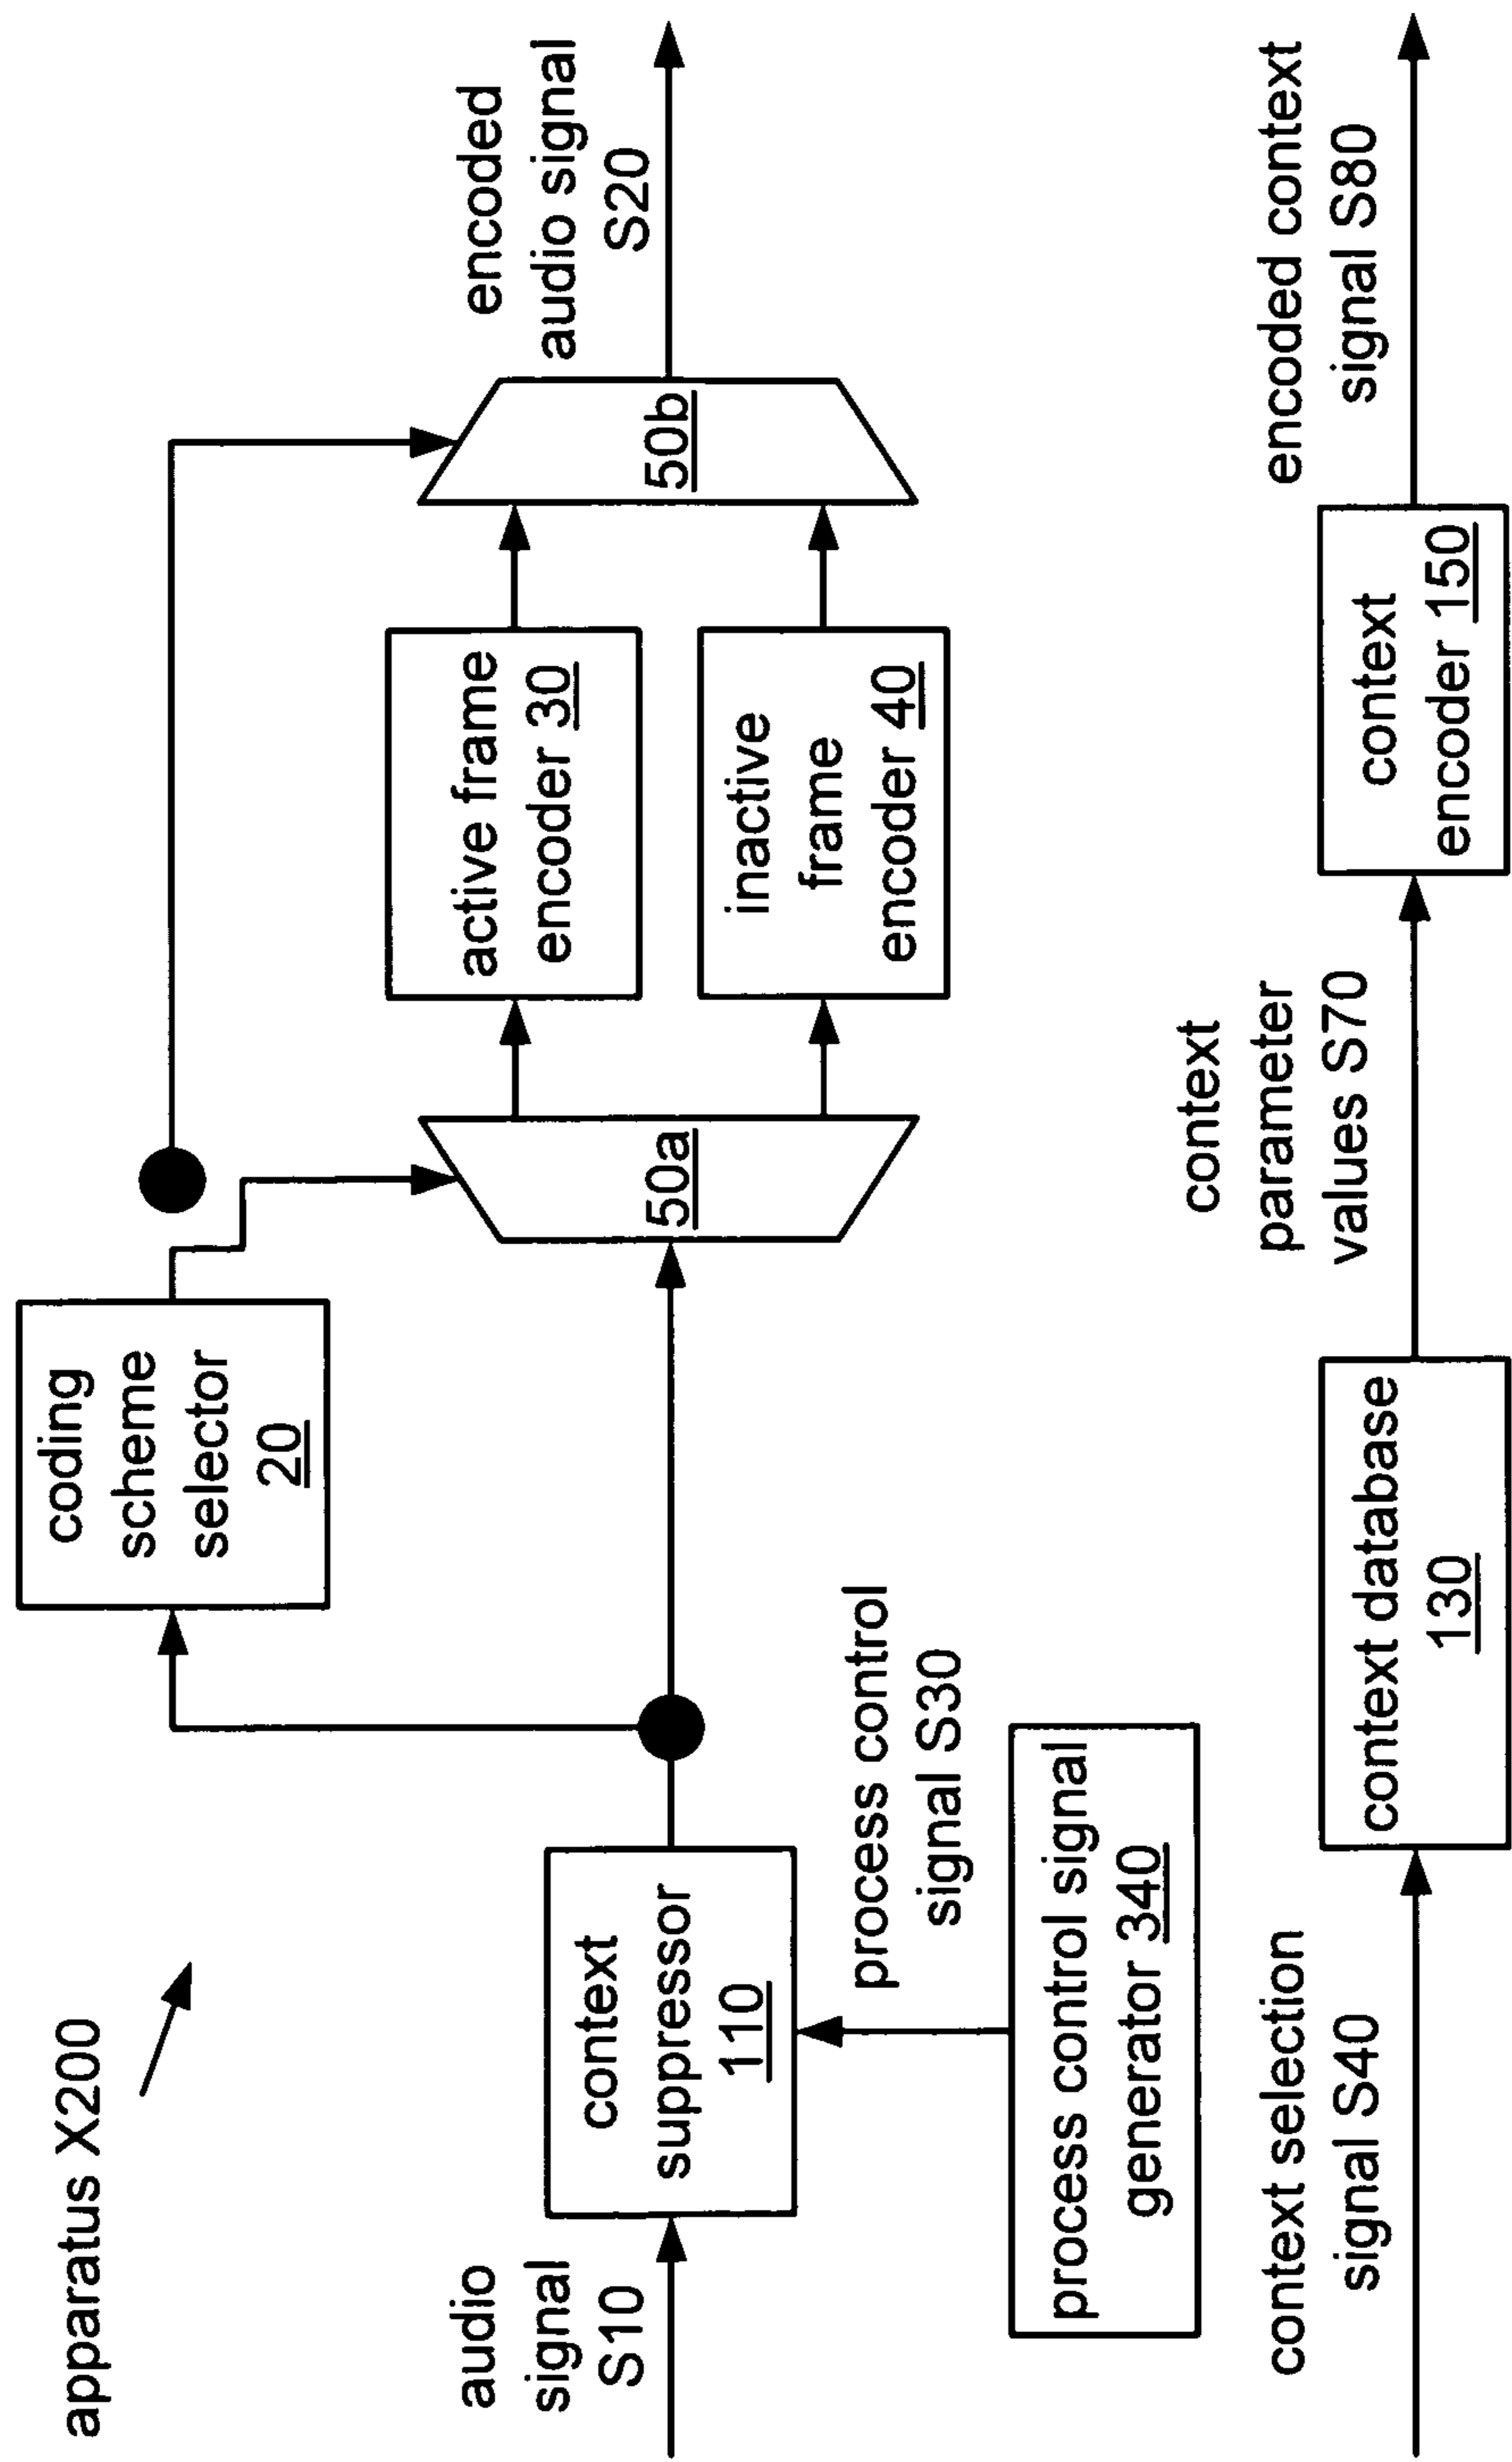 apparatus X200
coding
scheme
selector
20
encoded
audio signal
S20
audio
signal
S10
context
suppressor
110
50a
active frame
encoder 30
inactive
frame
encoder 40
50b
process control
signal S30
process control signal
generator 340
context selection
signal S40
context database
130
context
parameter
values S70
context
encoder 150
encoded context
signal S80